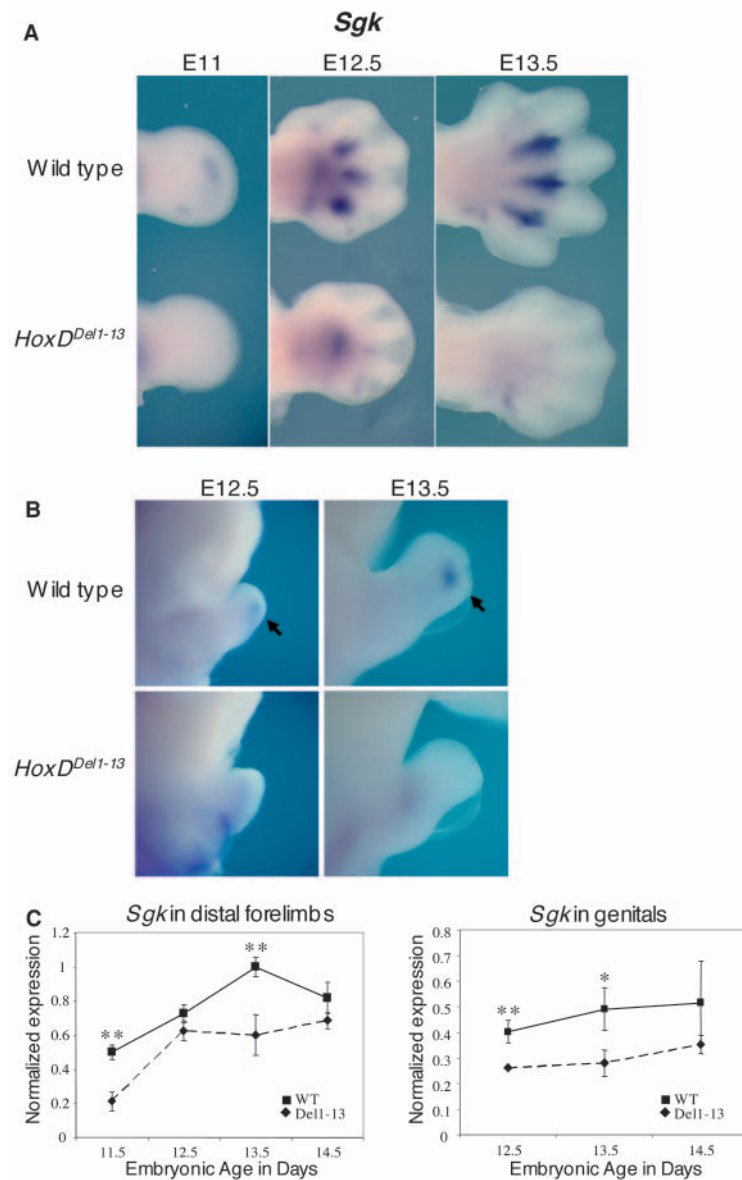 Sgk
A
E11 E12.5 E13.5
Wild type
HoxD^Del1-13
B
E12.5 E13.5
Wild type
HoxD^Del1-13
C
Sgk in distal forelimbs
Normalized expression
1.2
1
0.8
0.6
0.4
0.2
0
**
**
WT
Del1-13
11.5 12.5 13.5 14.5
Embryonic Age in Days
Sgk in genitals
Normalized expression
0.8
0.7
0.6
0.5
0.4
0.3
0.2
0.1
0
**
*
WT
Del1-13
12.5 13.5 14.5
Embryonic Age in Days